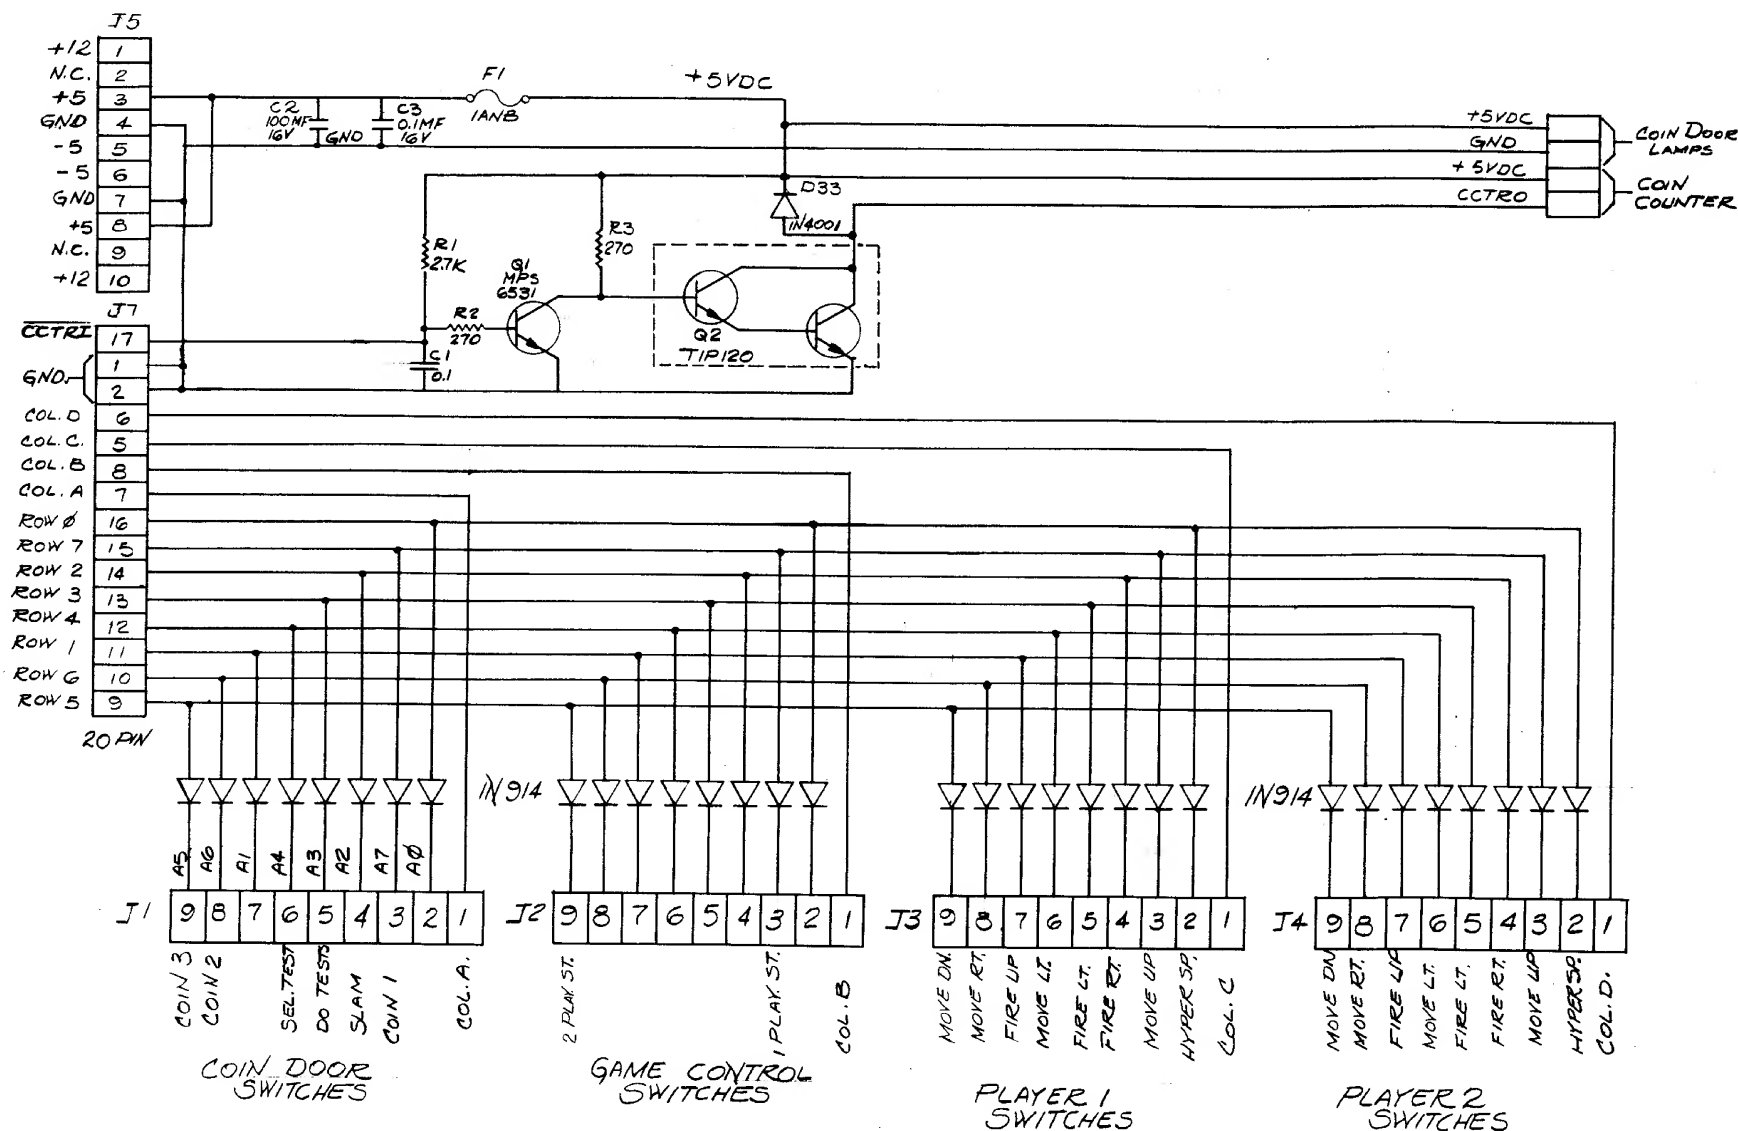 J5
+12 1
N.C. 2
+5 3
GND 4
-5 5
-5 6
GND 7
+5 8
N.C. 9
+12 10
J7
CCTRI 17
1
GND.
2
COL. D 6
COL. C. 5
COL. B 8
COL. A 7
ROW Ø 16
ROW 7 15
ROW 2 14
ROW 3 13
ROW 4 12
ROW 1 11
ROW 6 10
ROW 5 9
20 PIN
C2
100MF
16V
GND
C3
0.1MF
16V
F1
1ANB
+5VDC
R1
2.7K
R2
270
C1
0.1
Q1
MPS
6531
R3
270
D33
1N4001
Q2
TIP120
+5VDC
GND
COIN DOOR
LAMPS
+5VDC
CCTRO
COIN
COUNTER
1N914
1N914
A5
A6
A1
A4
A3
A2
A7
AØ
J1 9 8 7 6 5 4 3 2 1
COIN 3
COIN 2
SEL. TEST
DO TESTS
SLAM
COIN 1
COL. A.
COIN DOOR
SWITCHES
J2 9 8 7 6 5 4 3 2 1
2 PLAY. ST.
1 PLAY. ST.
COL. B
GAME CONTROL
SWITCHES
J3 9 8 7 6 5 4 3 2 1
MOVE DN.
MOVE RT.
FIRE UP
MOVE LT.
FIRE LT.
FIRE RT.
MOVE UP
HYPER SP.
COL. C
PLAYER 1
SWITCHES
J4 9 8 7 6 5 4 3 2 1
MOVE DN
MOVE RT.
FIRE UP
MOVE LT.
FIRE LT.
FIRE RT.
MOVE UP
HYPER SP.
COL. D.
PLAYER 2
SWITCHES